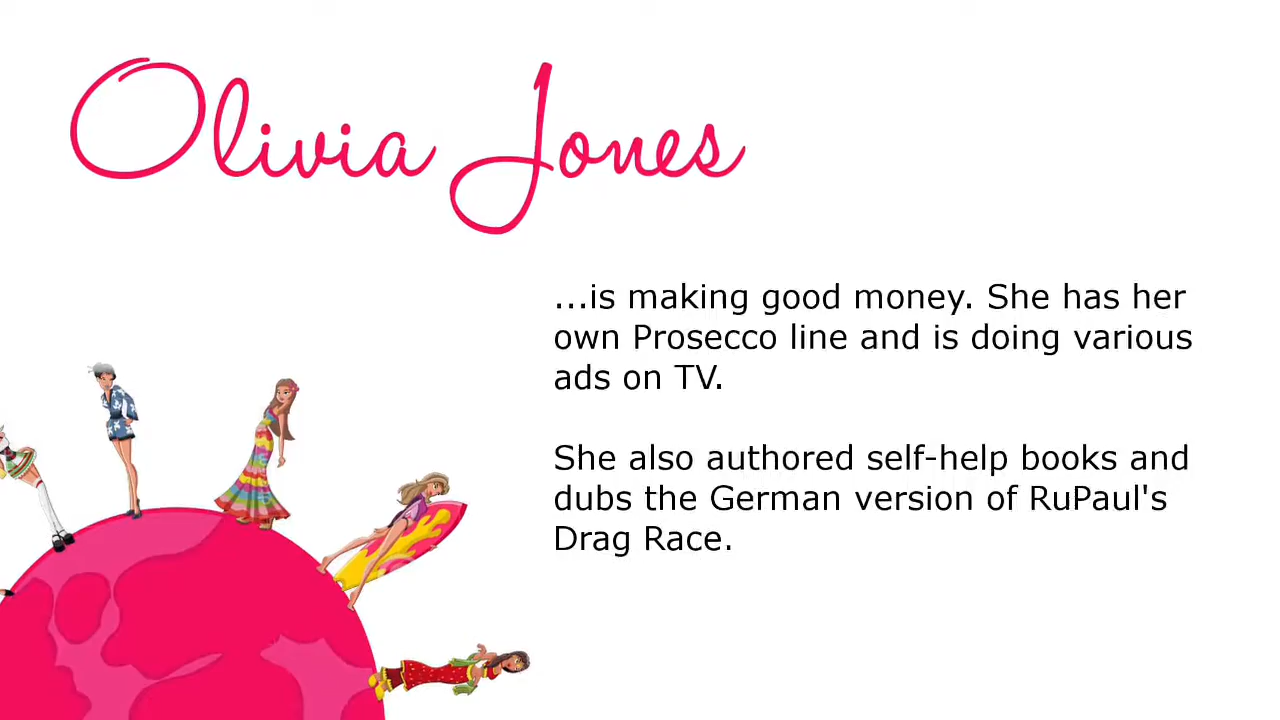 Olivia Jones
...is making good money. She has her
own Prosecco line and is doing various
ads on TV.
She also authored self-help books and
dubs the German version of RuPaul's
Drag Race.